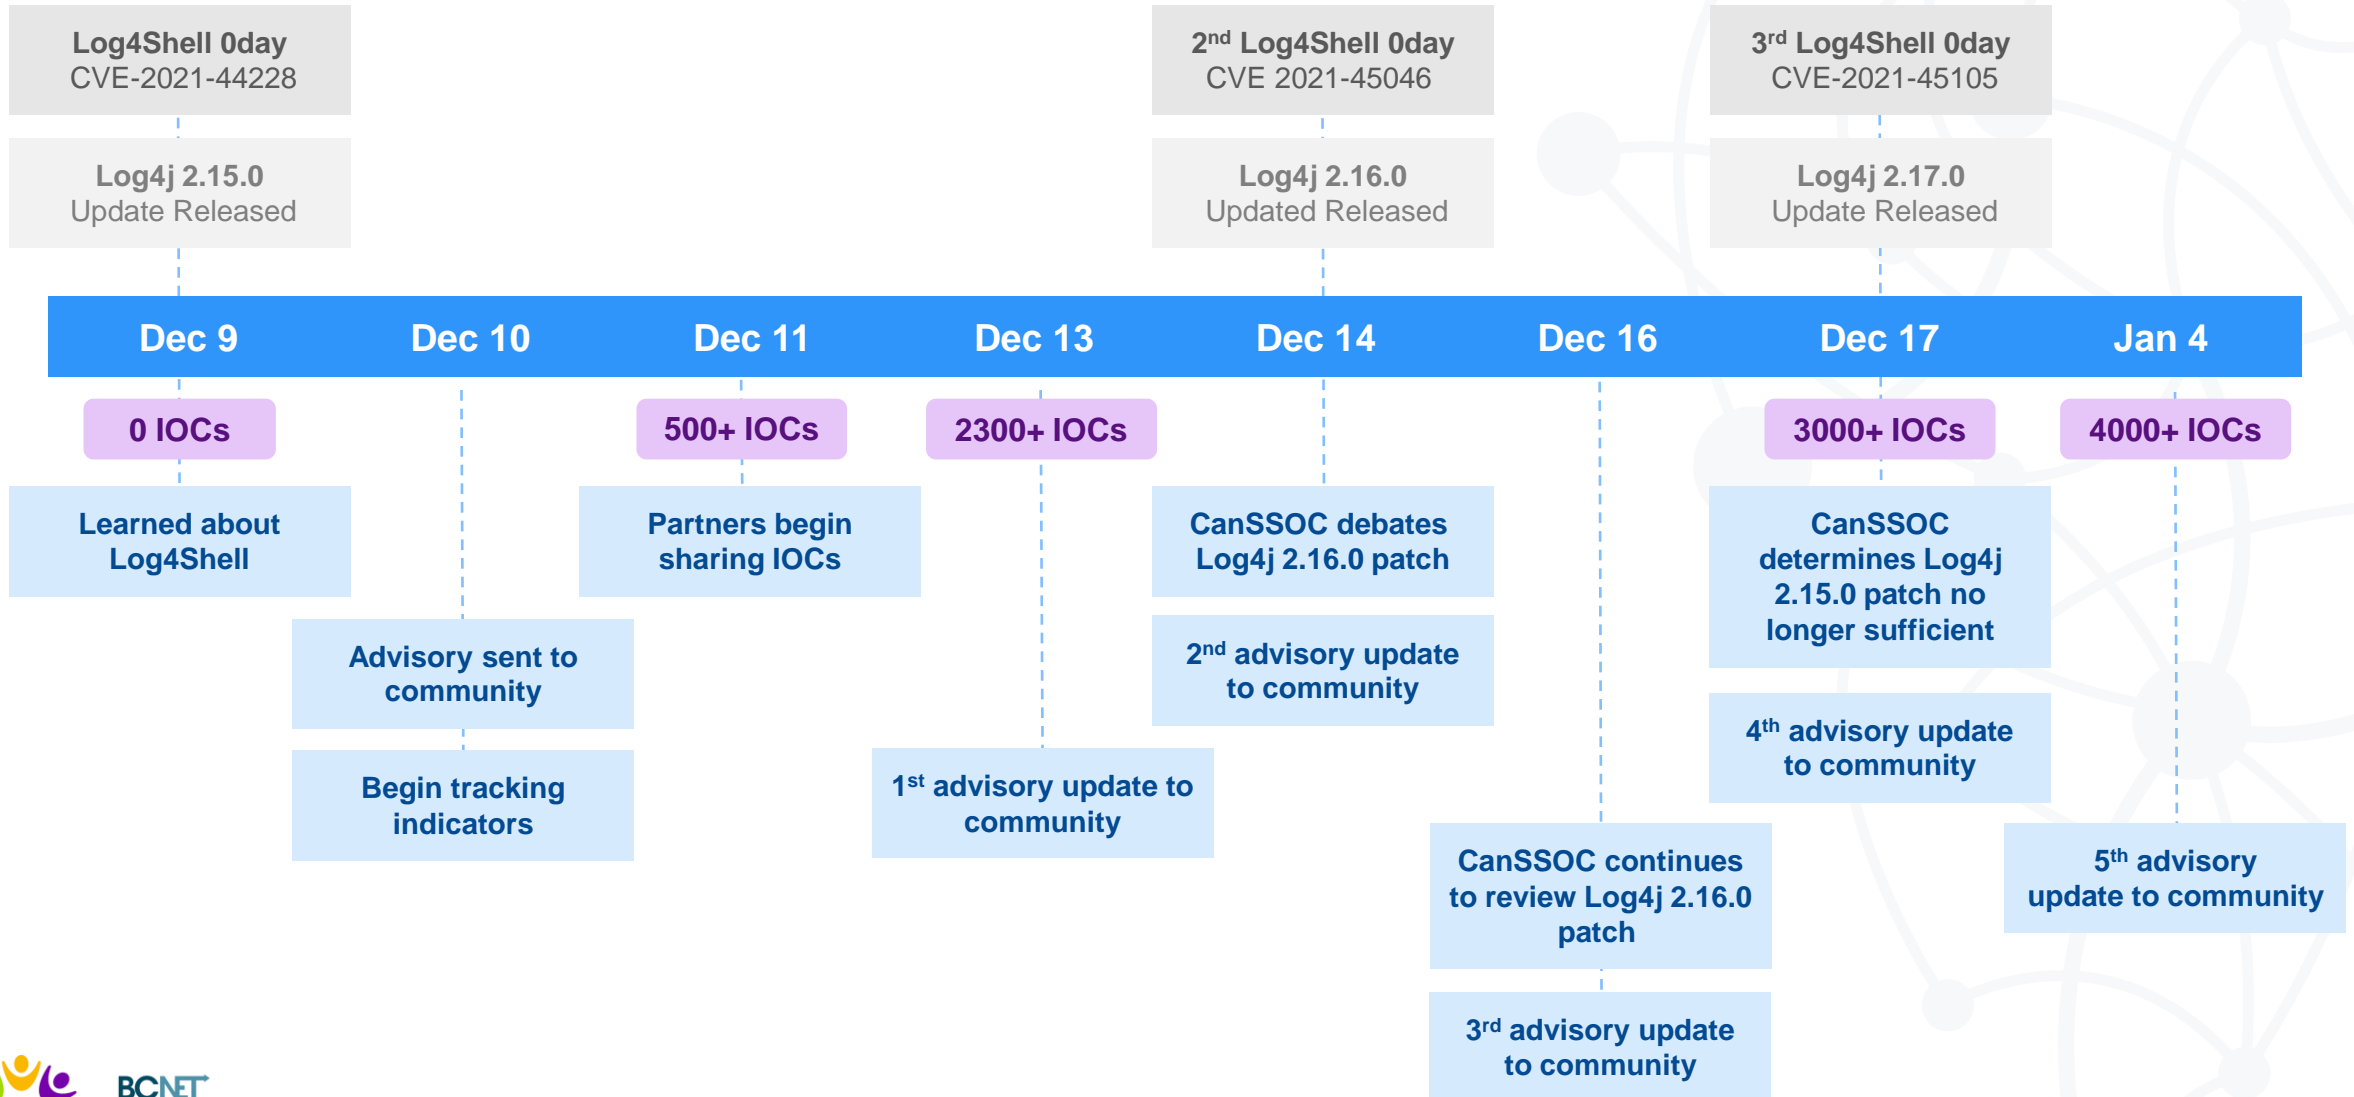 Log4Shell 0day
CVE-2021-44228
2nd Log4Shell 0day
CVE 2021-45046
3rd Log4Shell 0day
CVE-2021-45105
Log4j 2.15.0
Update Released
Log4j 2.16.0
Updated Released
Log4j 2.17.0
Update Released
Dec 9
Dec 10
Dec 11
Dec 13
Dec 14
Dec 16
Dec 17
Jan 4
0 IOCs
500+ IOCs
2300+ IOCs
3000+ IOCs
4000+ IOCs
Learned about
Log4Shell
Advisory sent to
community
Begin tracking
indicators
Partners begin
sharing IOCs
1st advisory update to
community
CanSSOC debates
Log4j 2.16.0 patch
2nd advisory update
to community
CanSSOC continues
to review Log4j 2.16.0
patch
3rd advisory update
to community
CanSSOC
determines Log4j
2.15.0 patch no
longer sufficient
4th advisory update
to community
5th advisory
update to community
BCNET